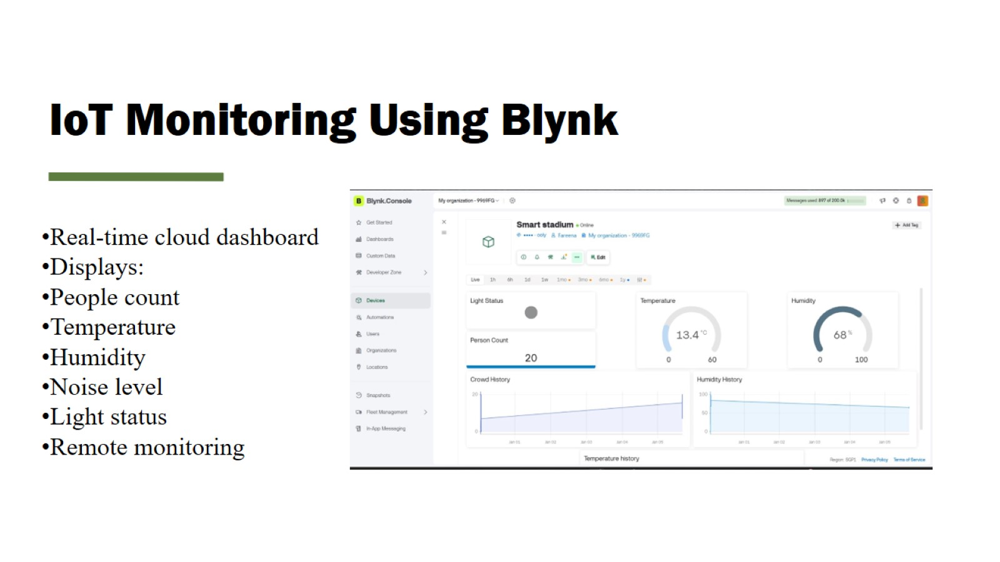 IoT Monitoring Using Blynk
•Real-time cloud dashboard
•Displays:
•People count
•Temperature
•Humidity
•Noise level
•Light status
•Remote monitoring
B Blynk.Console
My organization - 9969FG
Messages used: 897 of 200.0k
Get Started
Dashboards
Custom Data
Developer Zone
Devices
Automations
Users
Organizations
Locations
Snapshots
Fleet Management
In-App Messaging
Smart stadium Online
Fareena My organization - 9969FG
Add Tag
Edit
Live 1h 6h 1d 1w 1mo 3mo 6mo 1y
Light Status
Person Count
20
Temperature
13.4°C
0 60
Humidity
68%
0 100
Crowd History
20
0
Jan 01 Jan 02 Jan 03 Jan 04 Jan 05
Humidity History
100
50
0
Jan 01 Jan 02 Jan 03 Jan 04 Jan 05
Temperature history
Region: SGP1 Privacy Policy Terms of Service